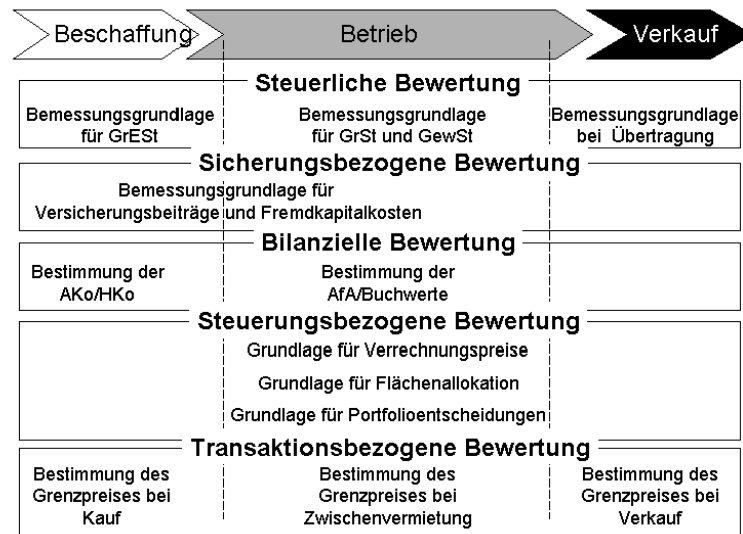 Beschaffung Betrieb Verkauf
Steuerliche Bewertung
Bemessungsgrundlage Bemessungsgrundlage Bemessungsgrundlage
für GrESt für GrSt und GewSt bei Übertragung
Sicherungsbezogene Bewertung
Bemessungsgrundlage für
Versicherungsbeiträge und Fremdkapitalkosten
Bilanzielle Bewertung
Bestimmung der Bestimmung der
AKo/HKo AfA/Buchwerte
Steuerungsbezogene Bewertung
Grundlage für Verrechnungspreise
Grundlage für Flächenallokation
Grundlage für Portfolioentscheidungen
Transaktionsbezogene Bewertung
Bestimmung des Bestimmung des Bestimmung des
Grenzpreises bei Grenzpreises bei Grenzpreises bei
Kauf Zwischenvermietung Verkauf